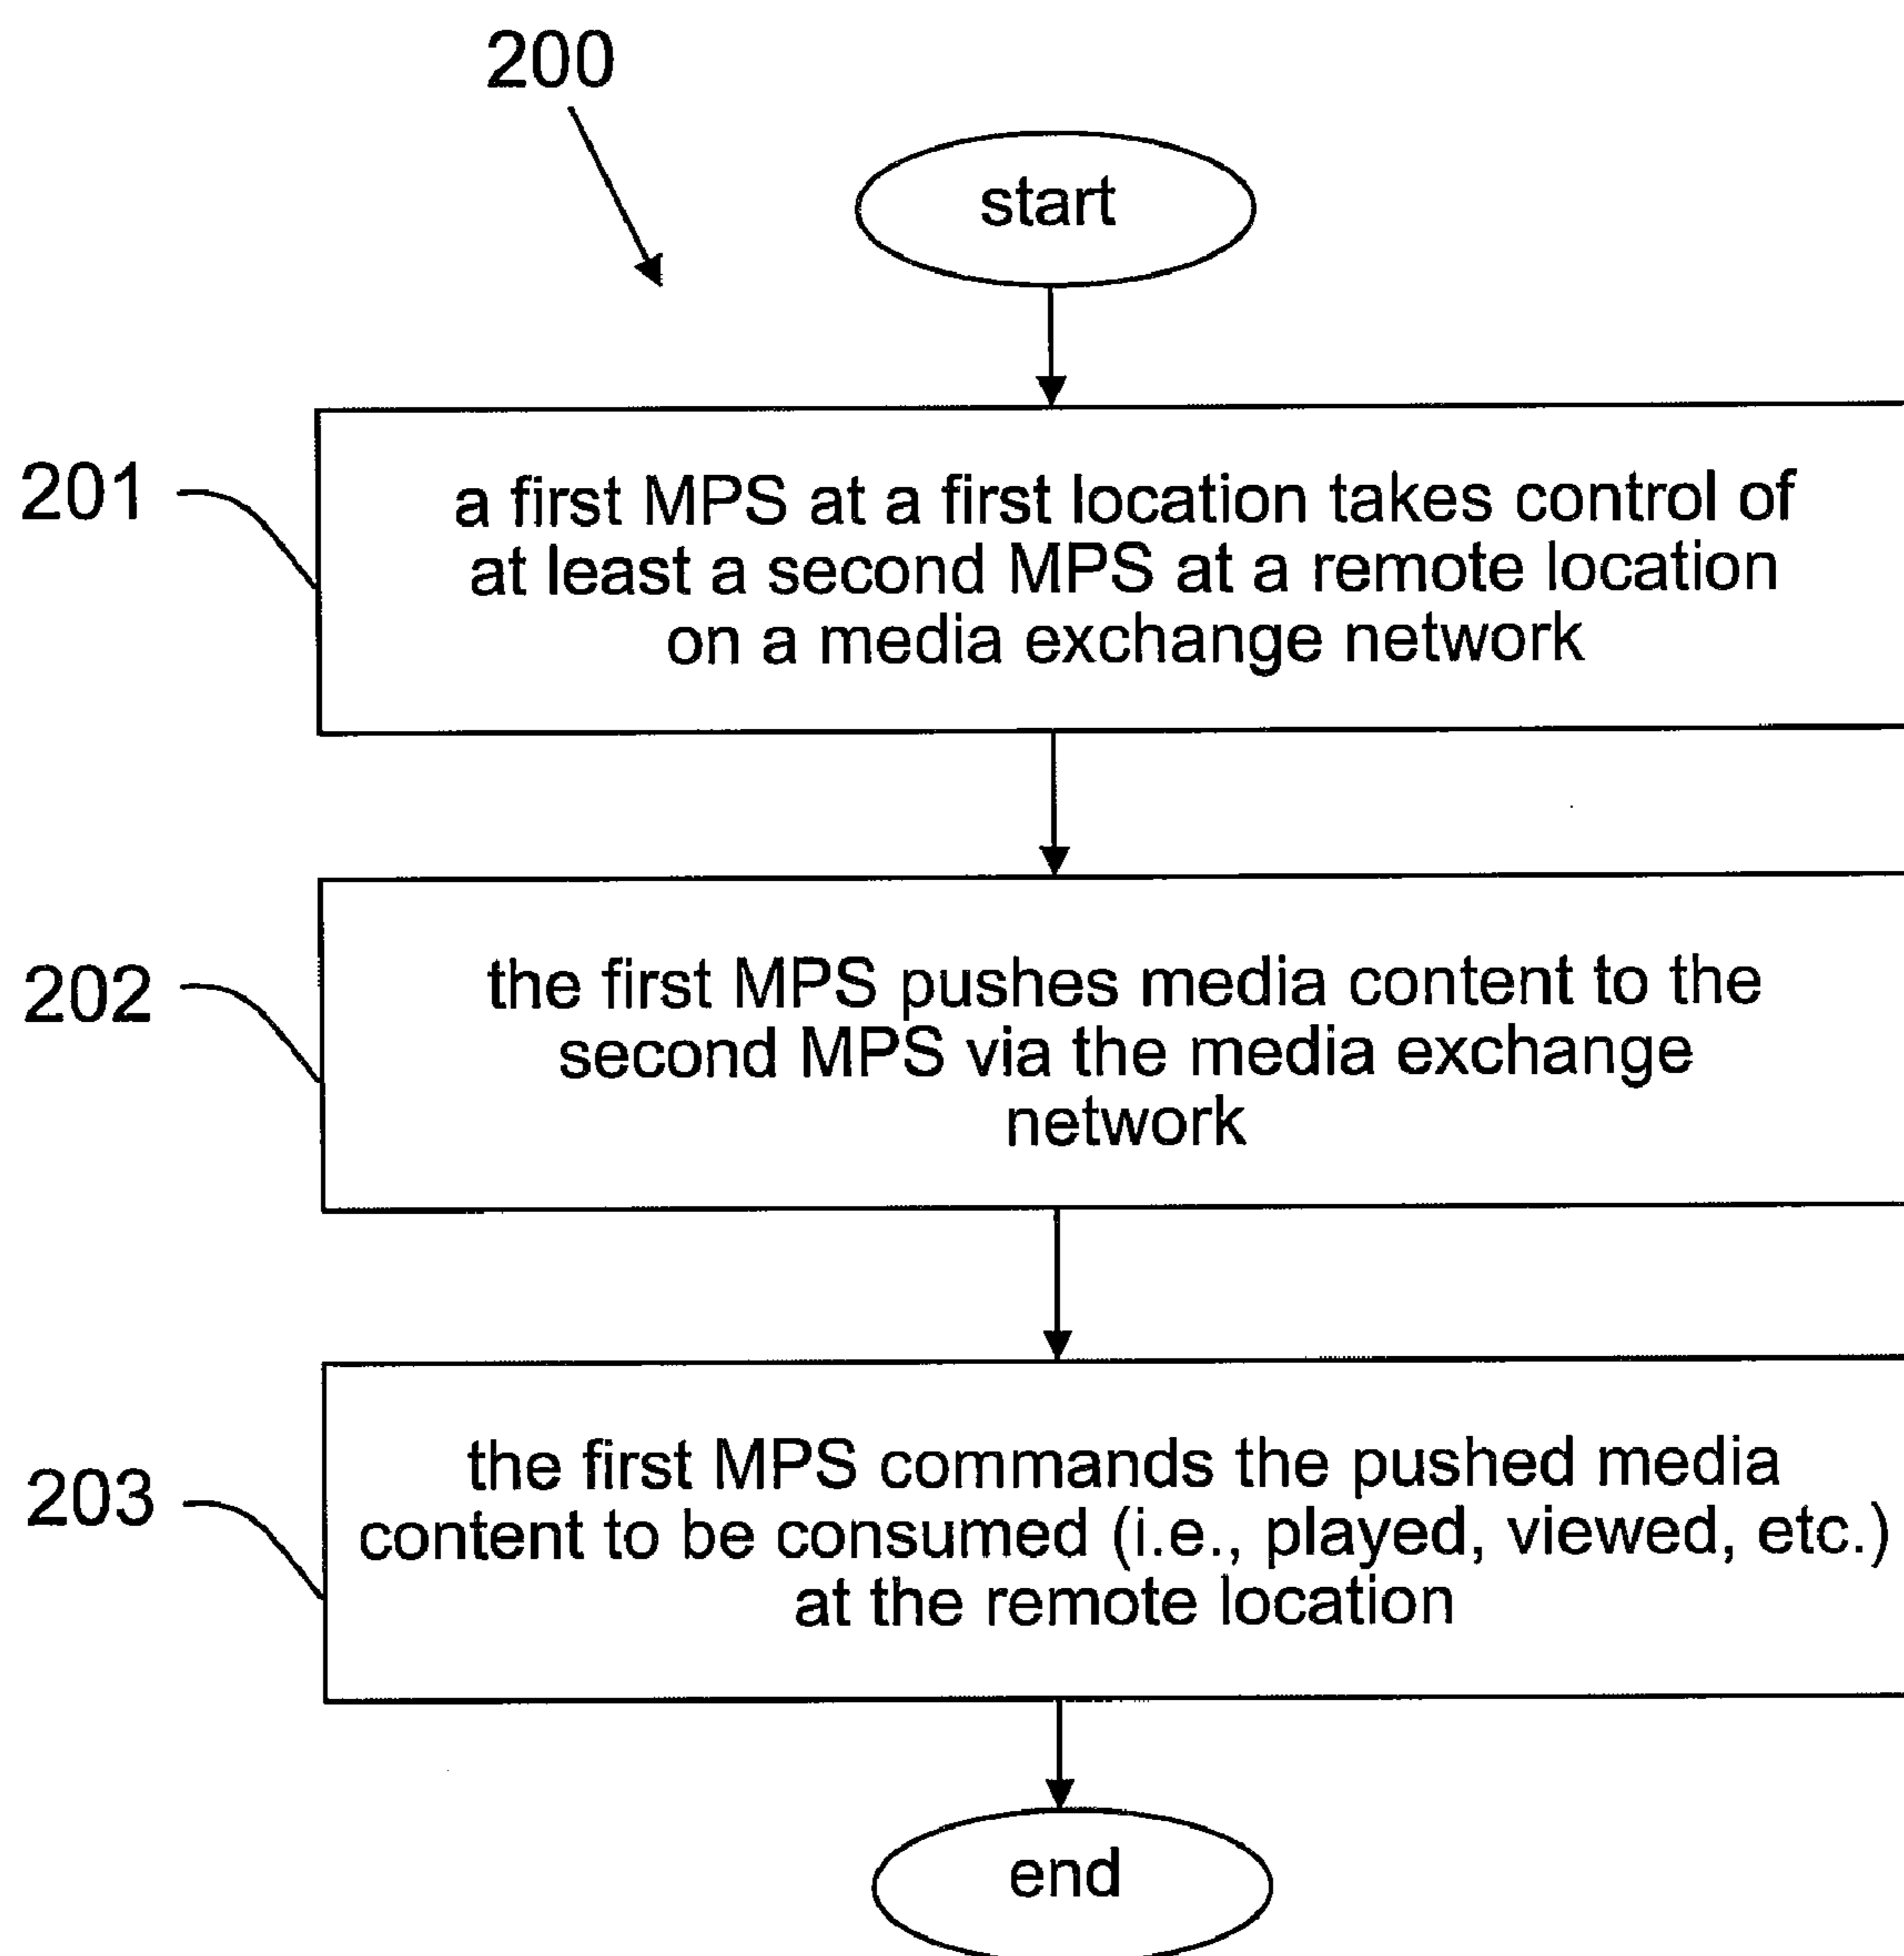 200
start
201
a first MPS at a first location takes control of
at least a second MPS at a remote location
on a media exchange network
202
the first MPS pushes media content to the
second MPS via the media exchange
network
203
the first MPS commands the pushed media
content to be consumed (i.e., played, viewed, etc.)
at the remote location
end